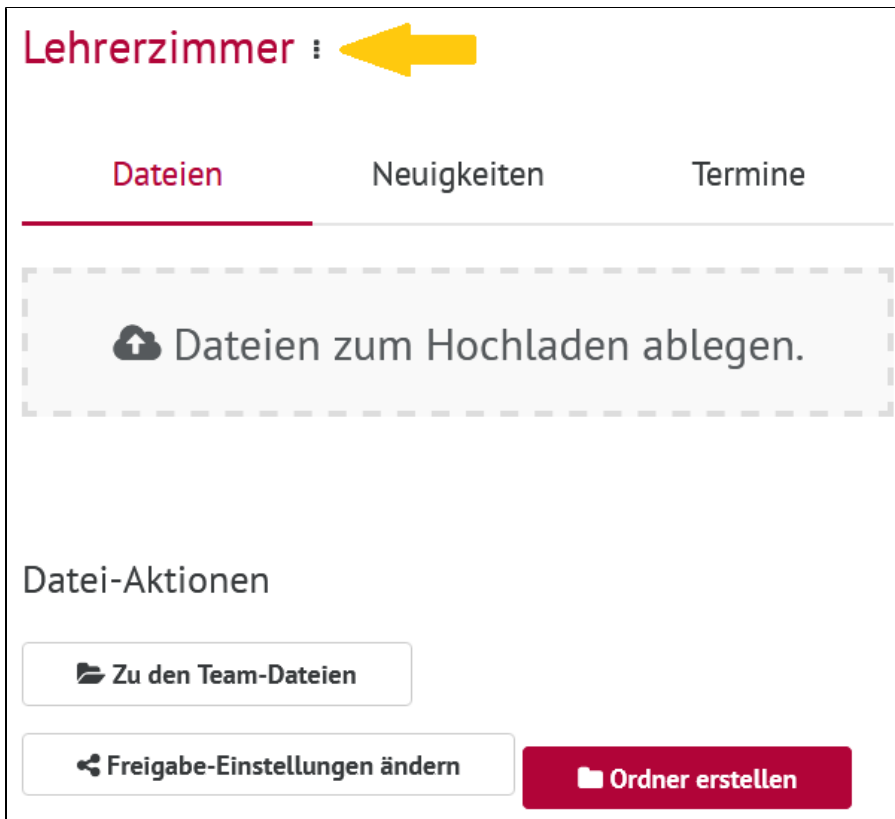 Lehrerzimmer
Dateien Neuigkeiten Termine
Dateien zum Hochladen ablegen.
Datei-Aktionen
Zu den Team-Dateien
Freigabe-Einstellungen ändern Ordner erstellen